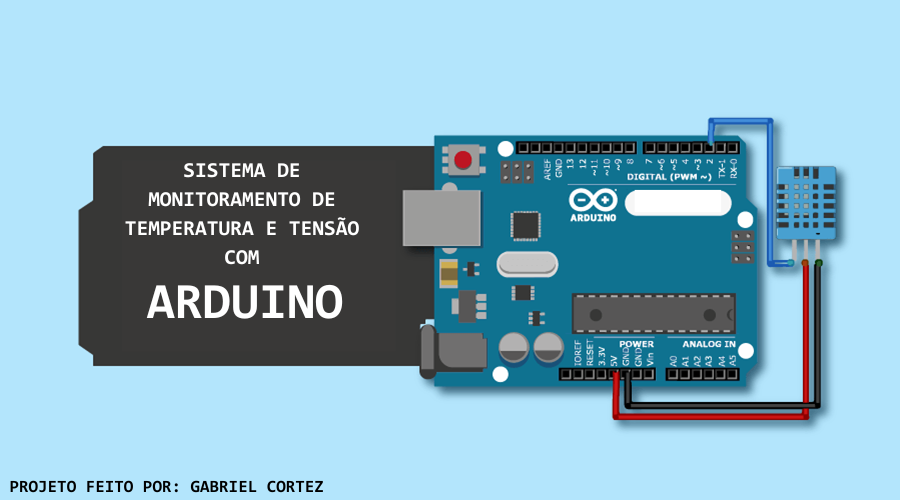 SISTEMA DE
MONITORAMENTO DE
TEMPERATURA E TENSÃO
COM
ARDUINO
AREF
GND
13
12
~11
~10
~9
8
7
~6
~5
4
~3
2
TX-1
RX-0
DIGITAL (PWM ~)
ARDUINO
POWER
ANALOG IN
IOREF
RESET
3.3V
5V
GND
GND
Vin
A0
A1
A2
A3
A4
A5
PROJETO FEITO POR: GABRIEL CORTEZ